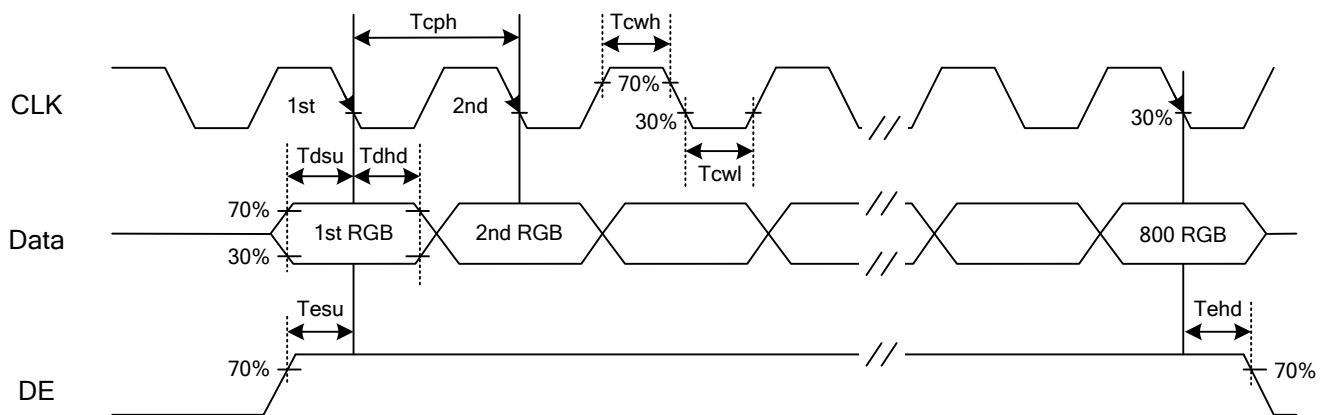 Tcph
Tcwh
CLK
1st
2nd
70%
30%
30%
Tcwl
Tdsu
Tdhd
70%
Data
1st RGB
2nd RGB
800 RGB
30%
Tesu
Tehd
70%
70%
DE